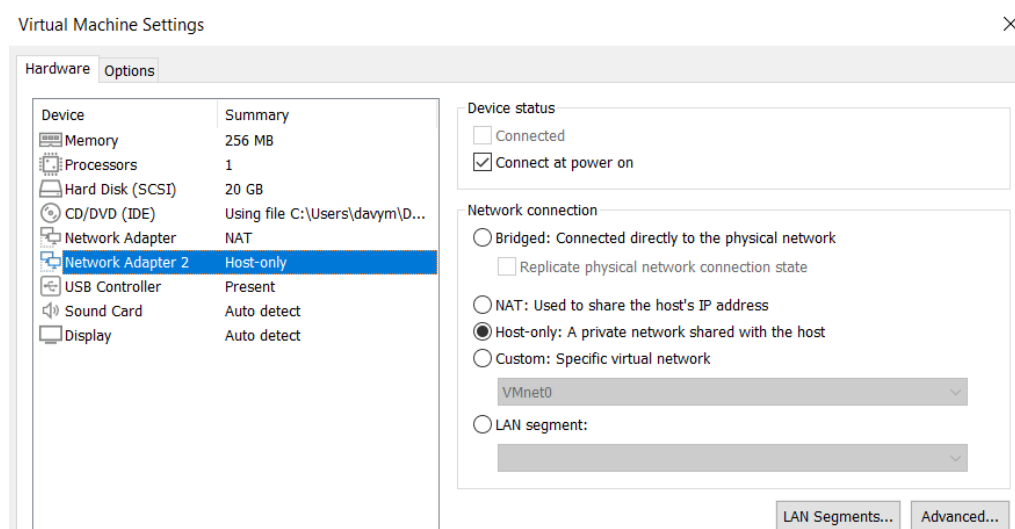 Virtual Machine Settings
Hardware Options
Device Summary
Memory 256 MB
Processors 1
Hard Disk (SCSI) 20 GB
CD/DVD (IDE) Using file C:\Users\davym\D...
Network Adapter NAT
Network Adapter 2 Host-only
USB Controller Present
Sound Card Auto detect
Display Auto detect
Device status
Connected
Connect at power on
Network connection
Bridged: Connected directly to the physical network
Replicate physical network connection state
NAT: Used to share the host's IP address
Host-only: A private network shared with the host
Custom: Specific virtual network
VMnet0
LAN segment:
LAN Segments... Advanced...